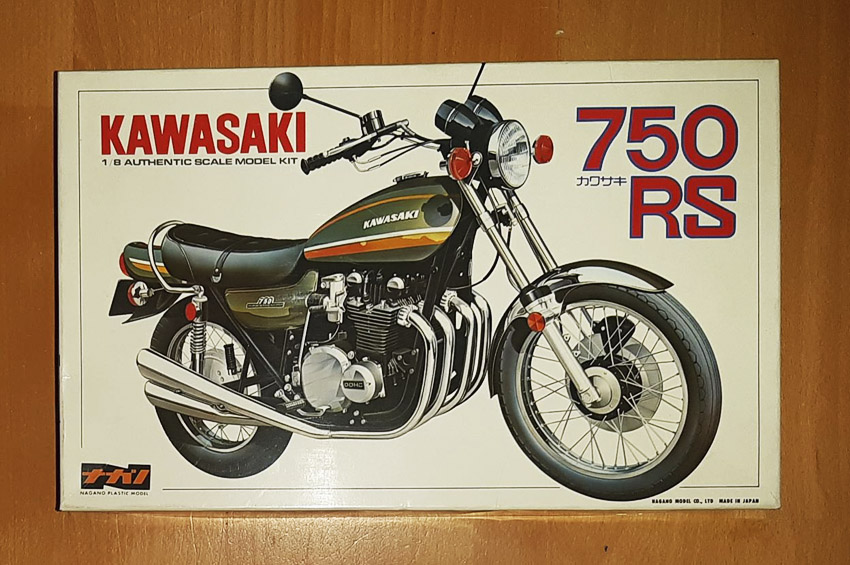 KAWASAKI
1/8 AUTHENTIC SCALE MODEL KIT
750
カワサキ
RS
KAWASAKI
750
DOHC
ナガノ
NAGANO PLASTIC MODEL
NAGANO MODEL CO., LTD MADE IN JAPAN